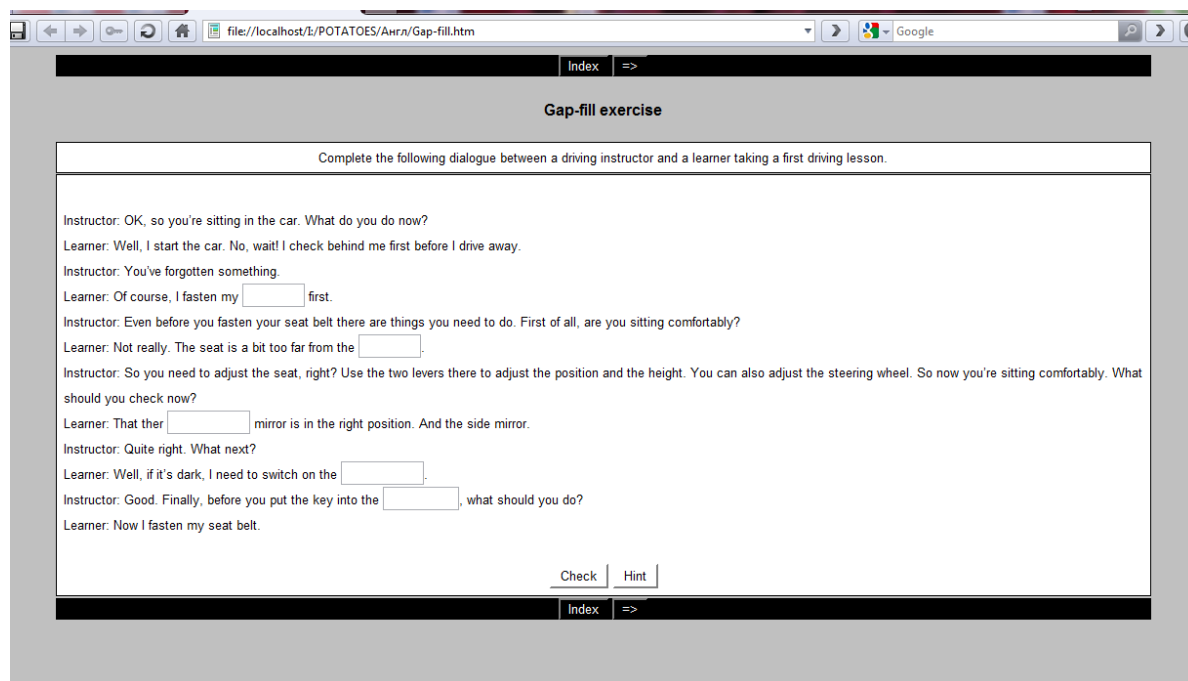 file://localhost/I:/POTATOES/Англ/Gap-fill.htm
Google
Index =>
Gap-fill exercise
Complete the following dialogue between a driving instructor and a learner taking a first driving lesson.
Instructor: OK, so you're sitting in the car. What do you do now?
Learner: Well, I start the car. No, wait! I check behind me first before I drive away.
Instructor: You've forgotten something.
Learner: Of course, I fasten my first.
Instructor: Even before you fasten your seat belt there are things you need to do. First of all, are you sitting comfortably?
Learner: Not really. The seat is a bit too far from the .
Instructor: So you need to adjust the seat, right? Use the two levers there to adjust the position and the height. You can also adjust the steering wheel. So now you're sitting comfortably. What
should you check now?
Learner: That ther mirror is in the right position. And the side mirror.
Instructor: Quite right. What next?
Learner: Well, if it's dark, I need to switch on the .
Instructor: Good. Finally, before you put the key into the , what should you do?
Learner: Now I fasten my seat belt.
Check Hint
Index =>